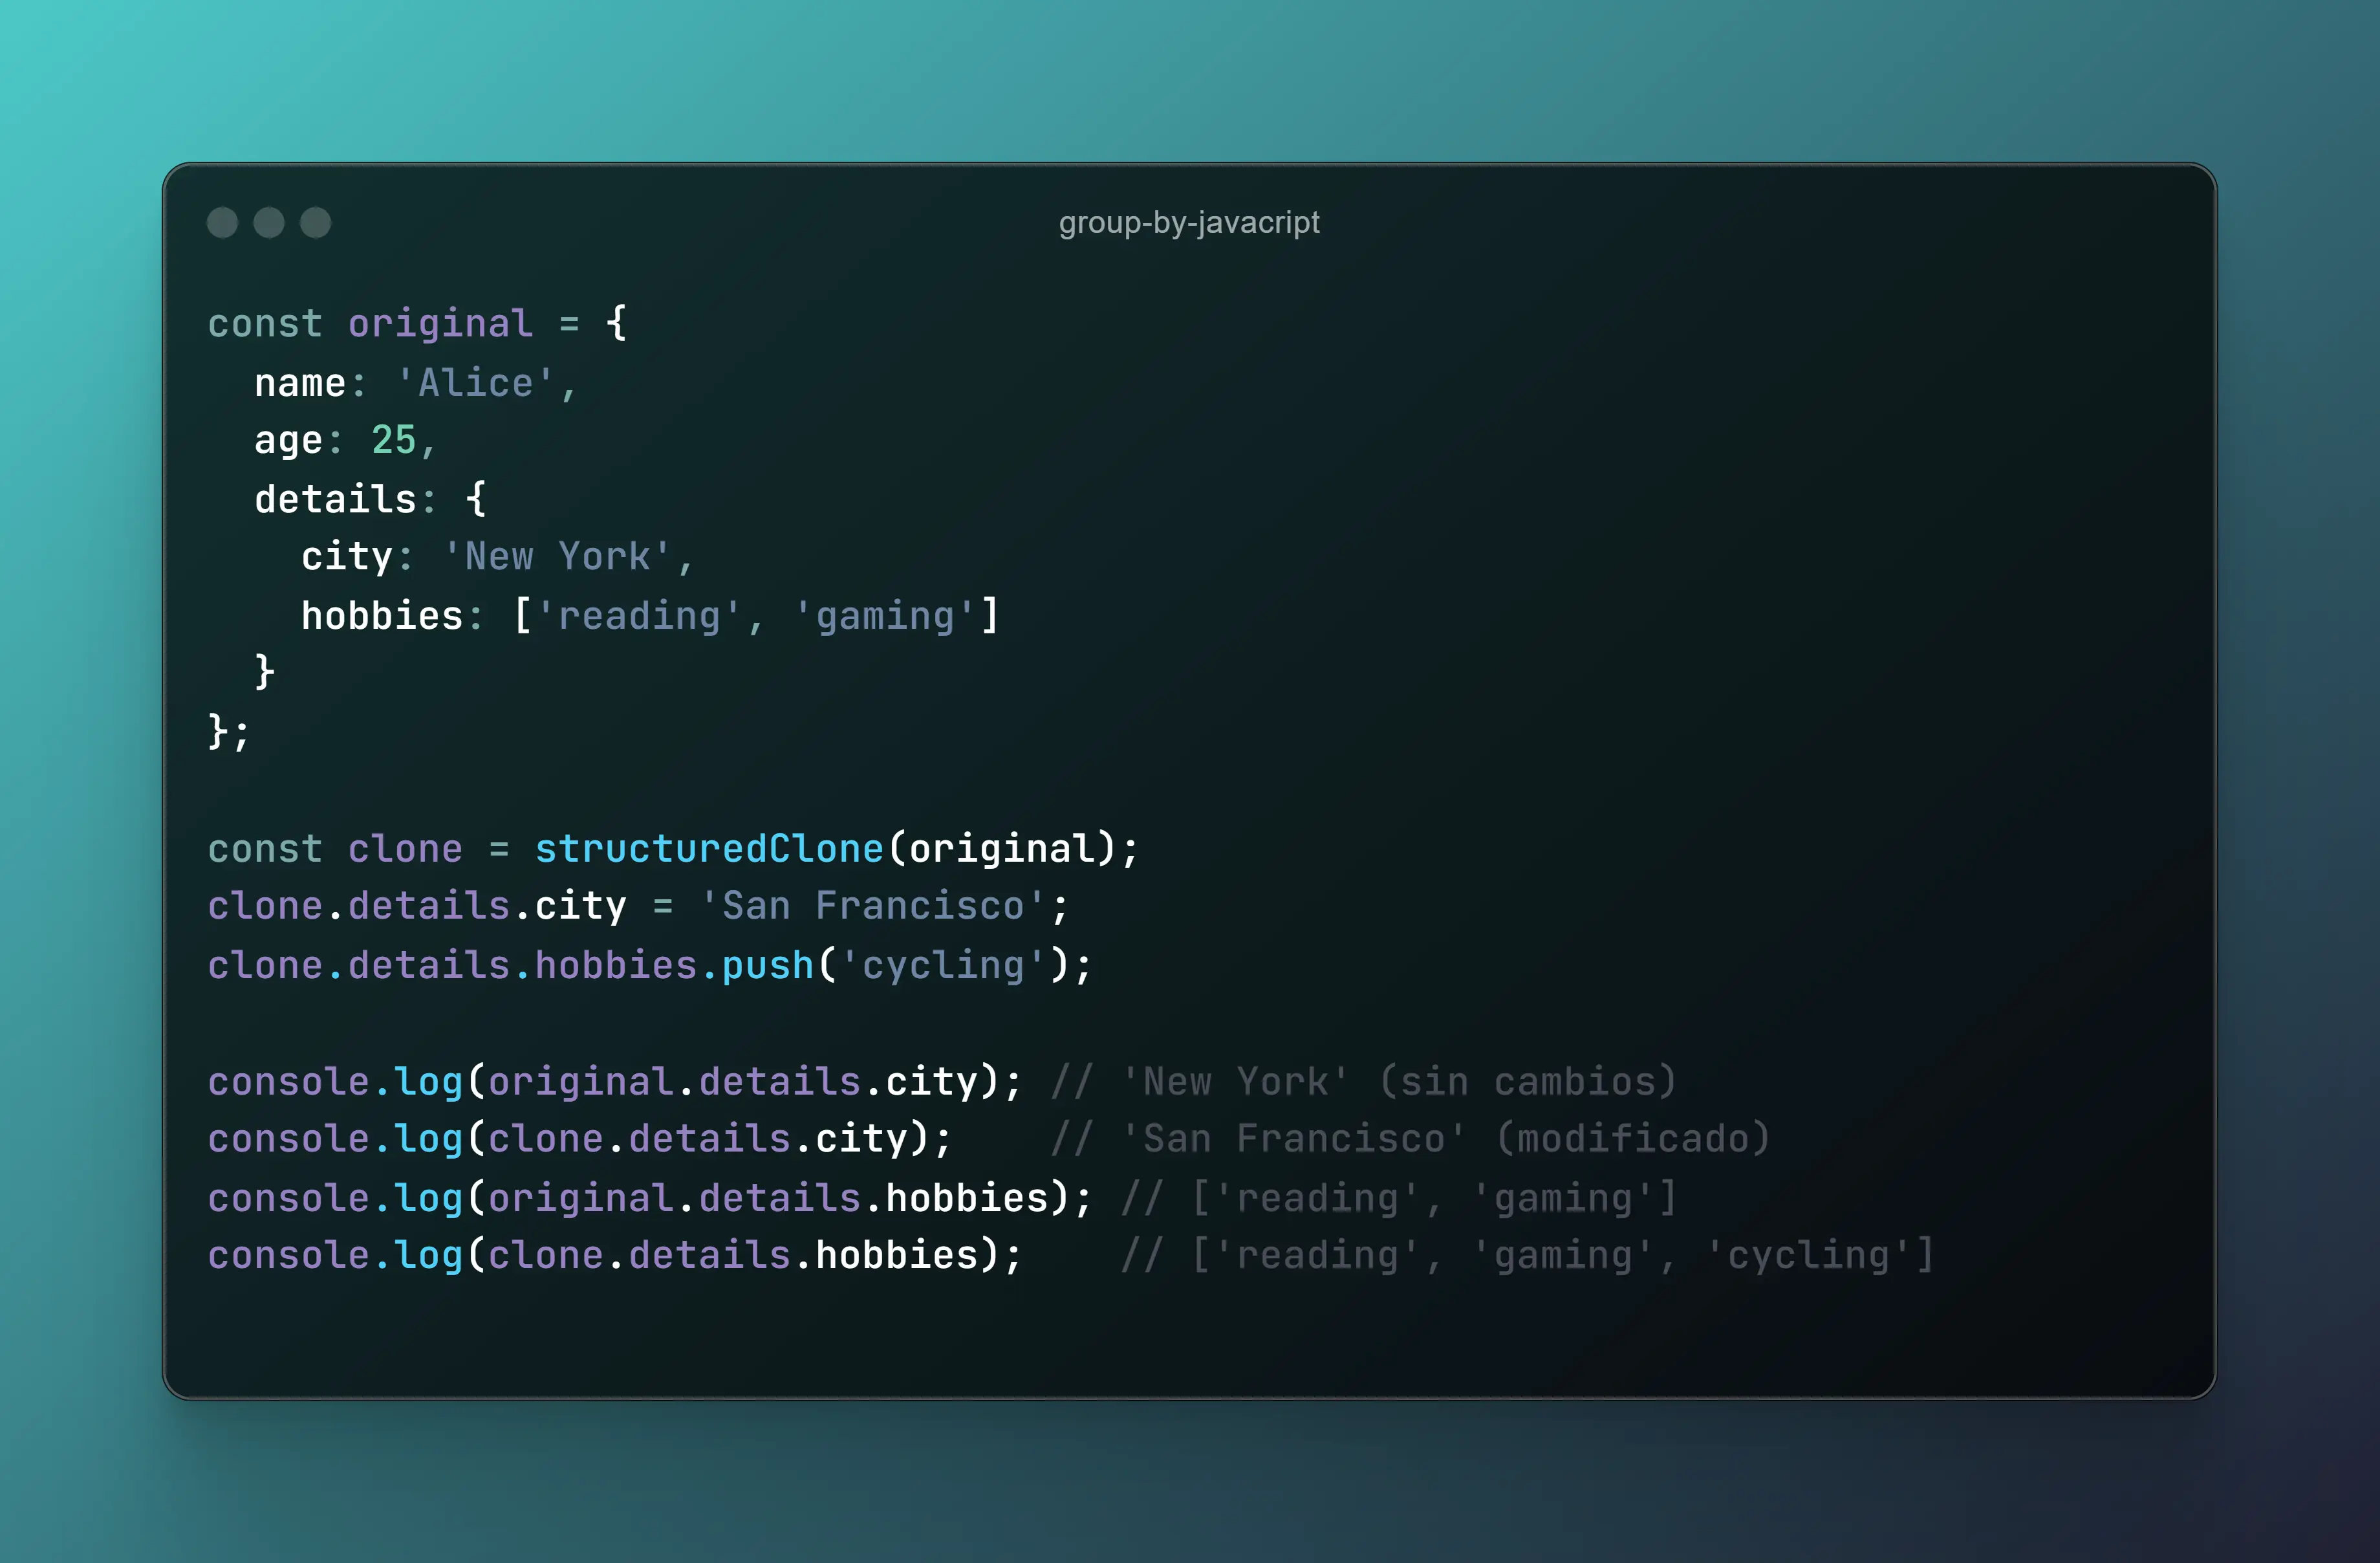 group-by-javacript
const original = {
  name: 'Alice',
  age: 25,
  details: {
    city: 'New York',
    hobbies: ['reading', 'gaming']
  }
};
const clone = structuredClone(original);
clone.details.city = 'San Francisco';
clone.details.hobbies.push('cycling');
console.log(original.details.city); // 'New York' (sin cambios)
console.log(clone.details.city);    // 'San Francisco' (modificado)
console.log(original.details.hobbies); // ['reading', 'gaming']
console.log(clone.details.hobbies);    // ['reading', 'gaming', 'cycling']